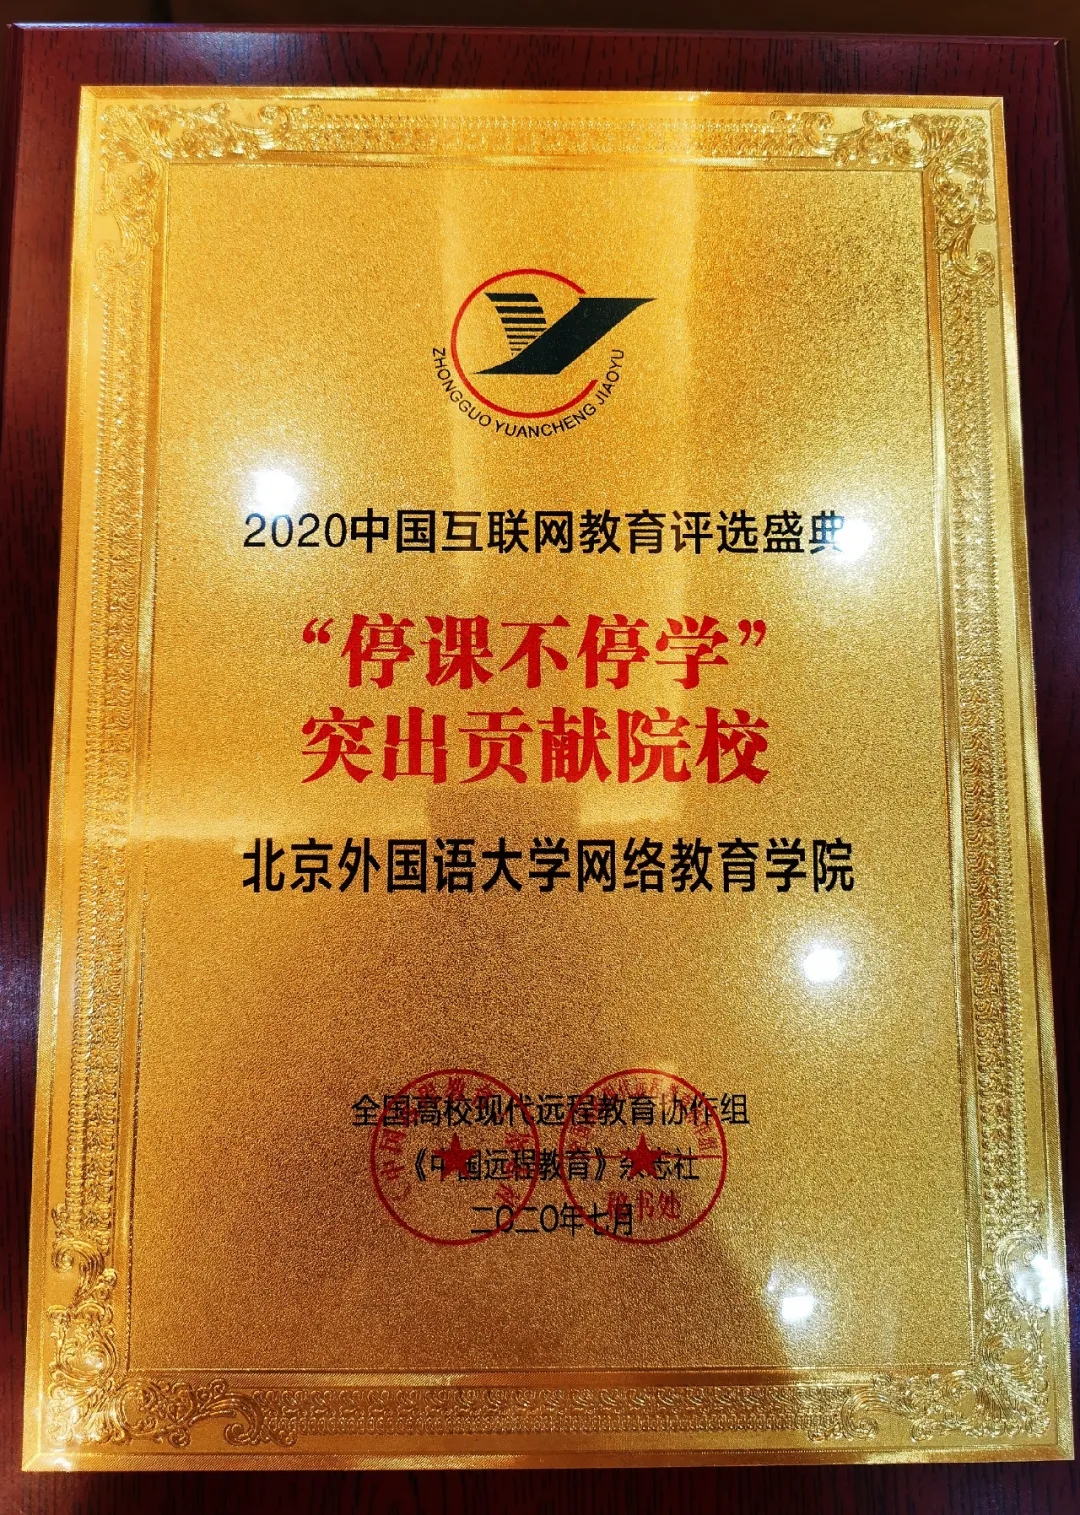 ZHONGGUO YUANCHENG JIAOYU
2020中国互联网教育评选盛典
“停课不停学”
突出贡献院校
北京外国语大学网络教育学院
全国高校现代远程教育协作组
《中国远程教育》杂志社
二〇二〇年七月
秘书处